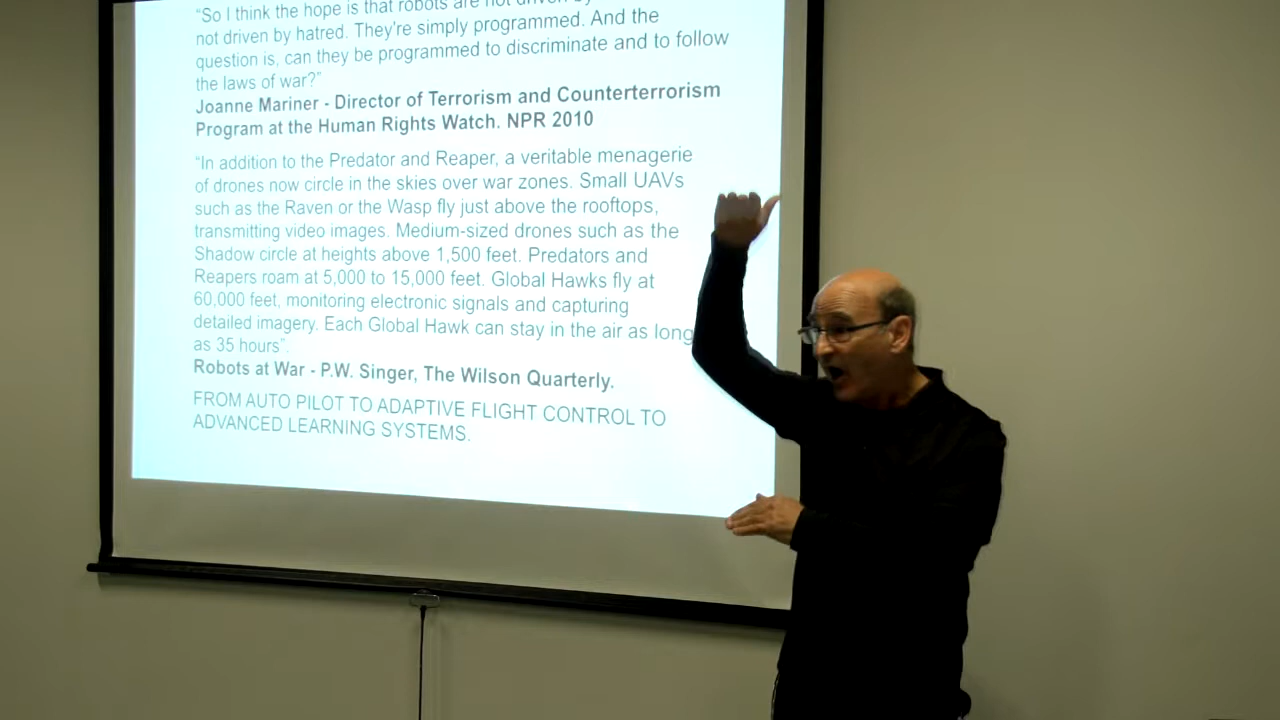 "So I think the hope is that robots are not driven by
not driven by hatred. They're simply programmed. And the
question is, can they be programmed to discriminate and to follow
the laws of war?"
Joanne Mariner - Director of Terrorism and Counterterrorism
Program at the Human Rights Watch. NPR 2010
"In addition to the Predator and Reaper, a veritable menagerie
of drones now circle in the skies over war zones. Small UAVs
such as the Raven or the Wasp fly just above the rooftops,
transmitting video images. Medium-sized drones such as the
Shadow circle at heights above 1,500 feet. Predators and
Reapers roam at 5,000 to 15,000 feet. Global Hawks fly at
60,000 feet, monitoring electronic signals and capturing
detailed imagery. Each Global Hawk can stay in the air as long
as 35 hours".
Robots at War - P.W. Singer, The Wilson Quarterly.
FROM AUTO PILOT TO ADAPTIVE FLIGHT CONTROL TO
ADVANCED LEARNING SYSTEMS.